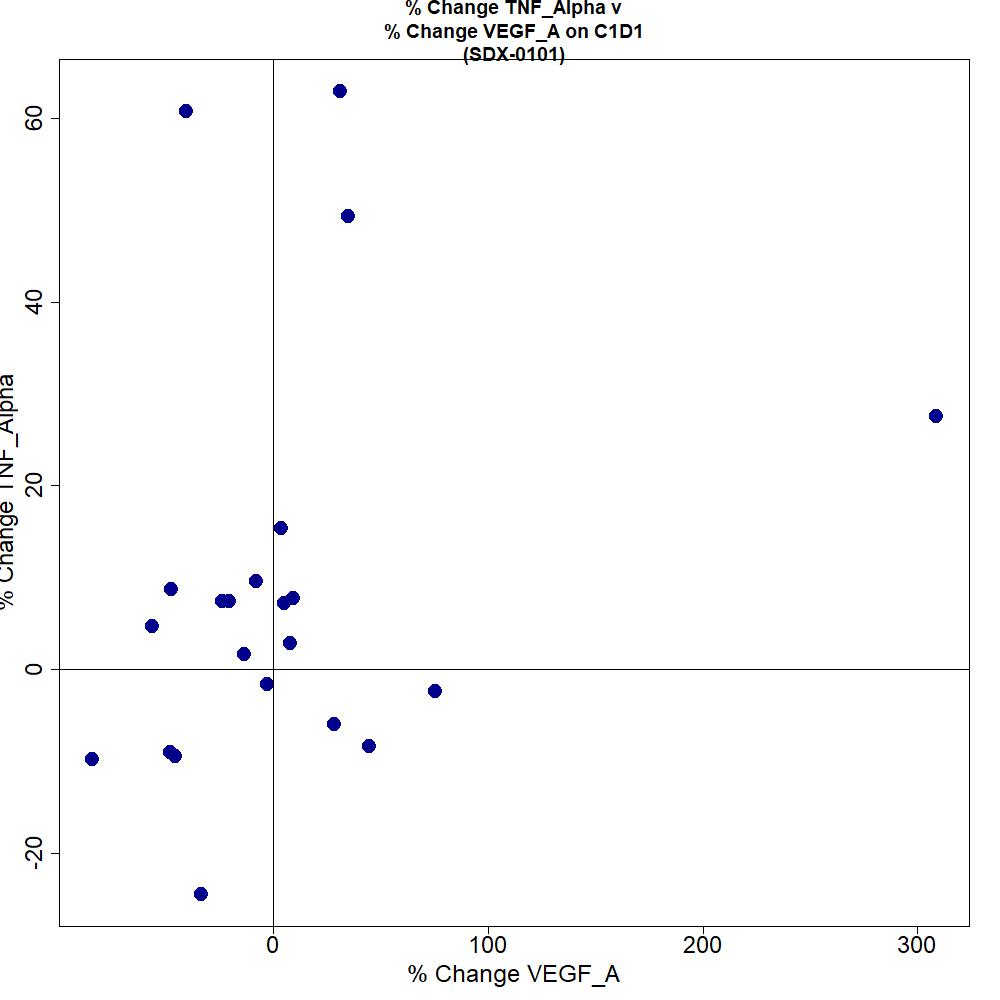 % Change TNF_Alpha v
% Change VEGF_A on C1D1
(SDX-0101)
% Change TNF_Alpha
60
40
20
0
-20
0 100 200 300
% Change VEGF_A